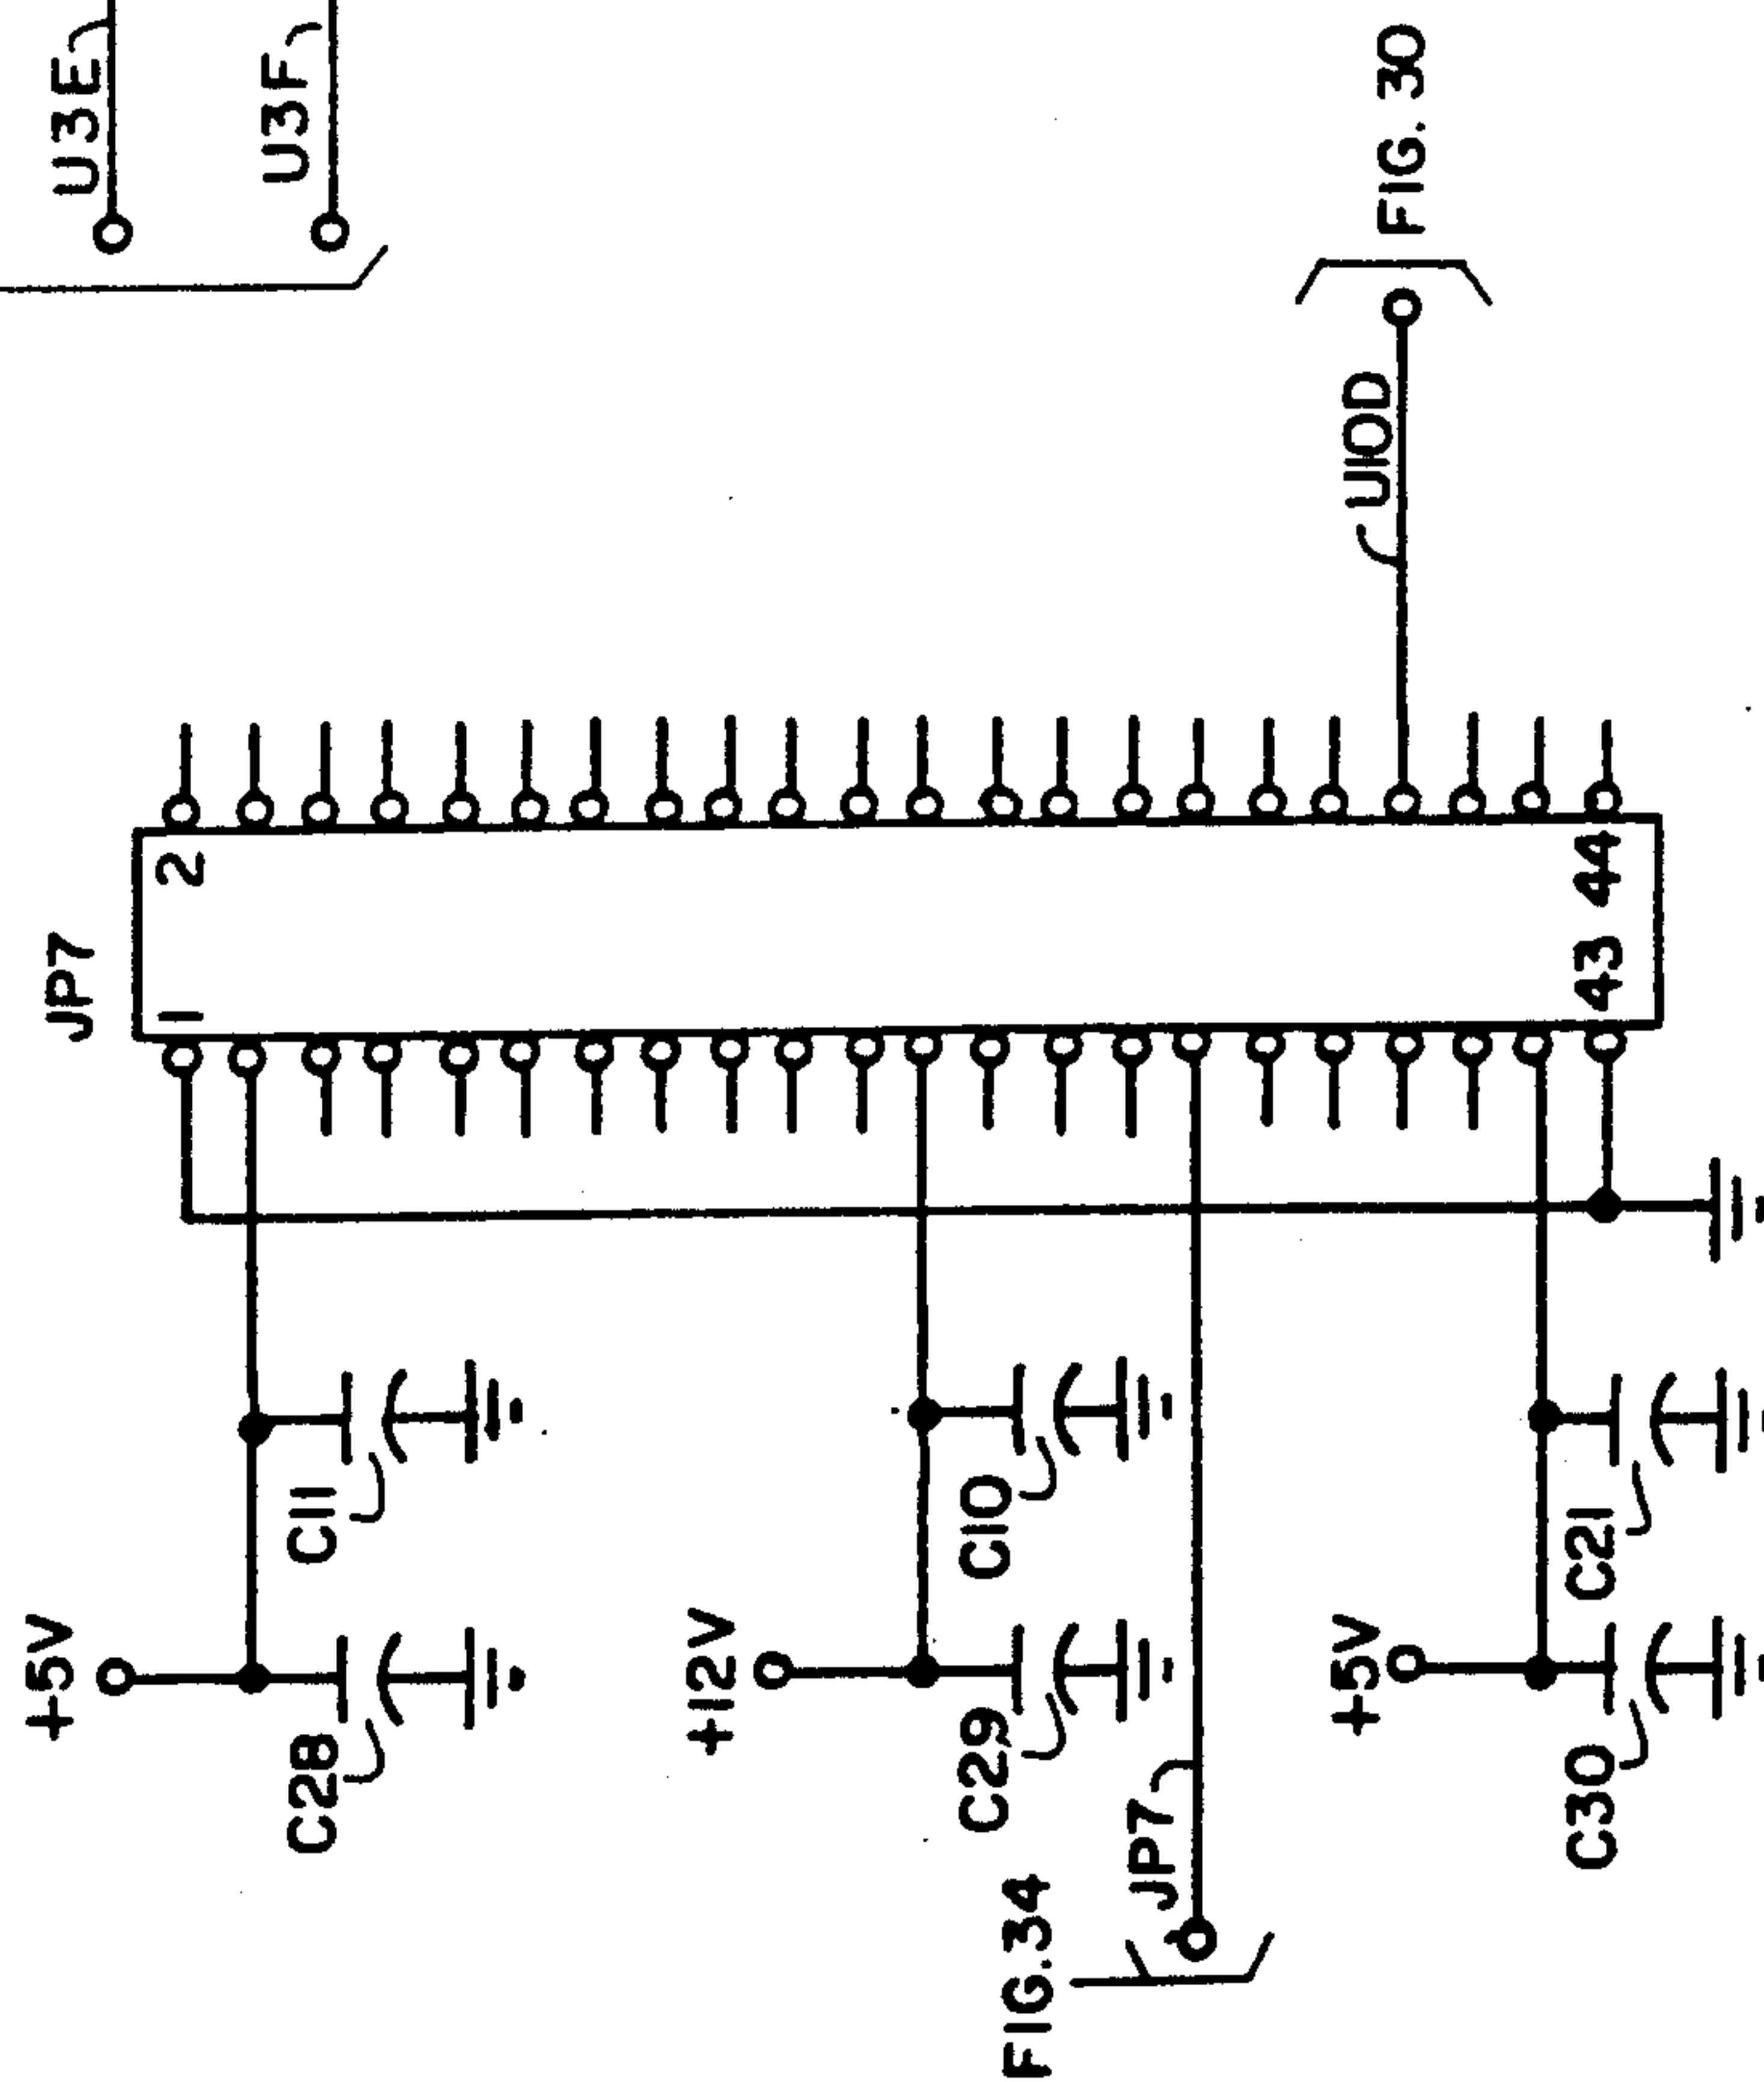 U3E
U3F
JP7
1 2
43 44
+5V
C28
C11
+12V
C29
C10
FIG. 34
JP7
U10D
FIG. 30
+5V
C30
C21